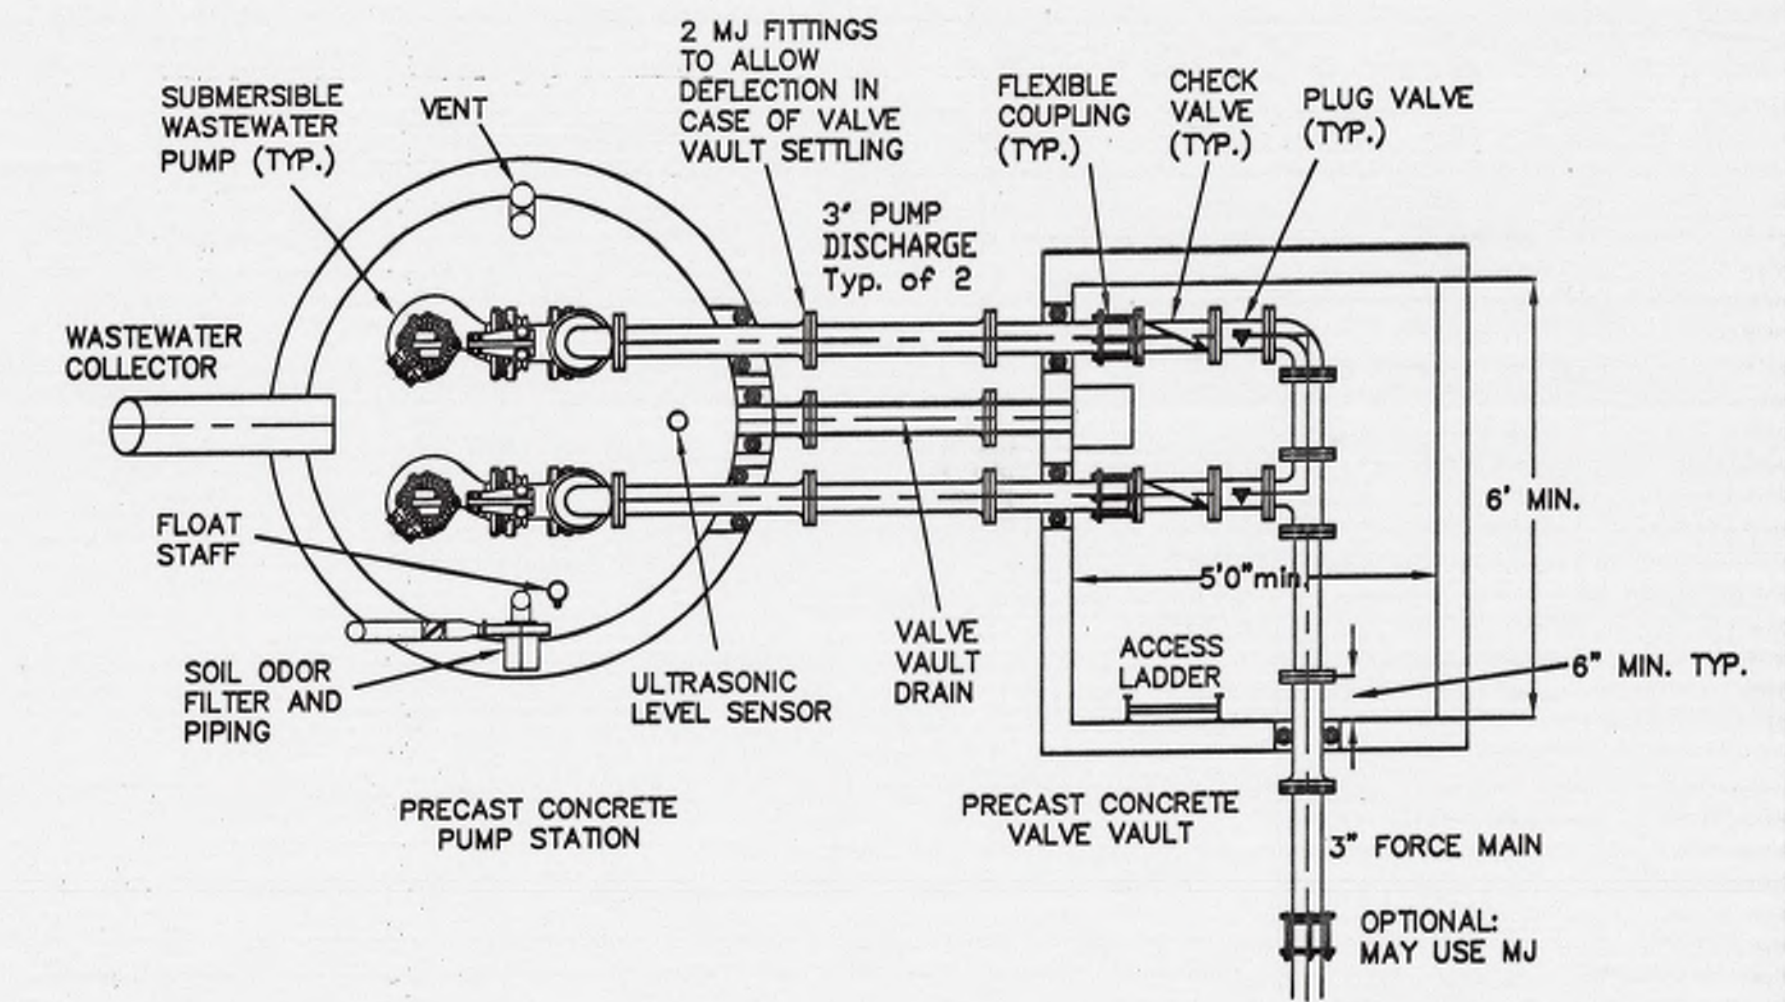 2 MJ FITTINGS
TO ALLOW
DEFLECTION IN
CASE OF VALVE
VAULT SETTLING
SUBMERSIBLE
WASTEWATER
PUMP (TYP.)
VENT
FLEXIBLE
COUPLING
(TYP.)
CHECK
VALVE
(TYP.)
PLUG VALVE
(TYP.)
3" PUMP
DISCHARGE
Typ. of 2
WASTEWATER
COLLECTOR
6' MIN.
FLOAT
STAFF
5'0"min.
VALVE
VAULT
DRAIN
ACCESS
LADDER
6" MIN. TYP.
SOIL ODOR
FILTER AND
PIPING
ULTRASONIC
LEVEL SENSOR
PRECAST CONCRETE
PUMP STATION
PRECAST CONCRETE
VALVE VAULT
3" FORCE MAIN
OPTIONAL:
MAY USE MJ